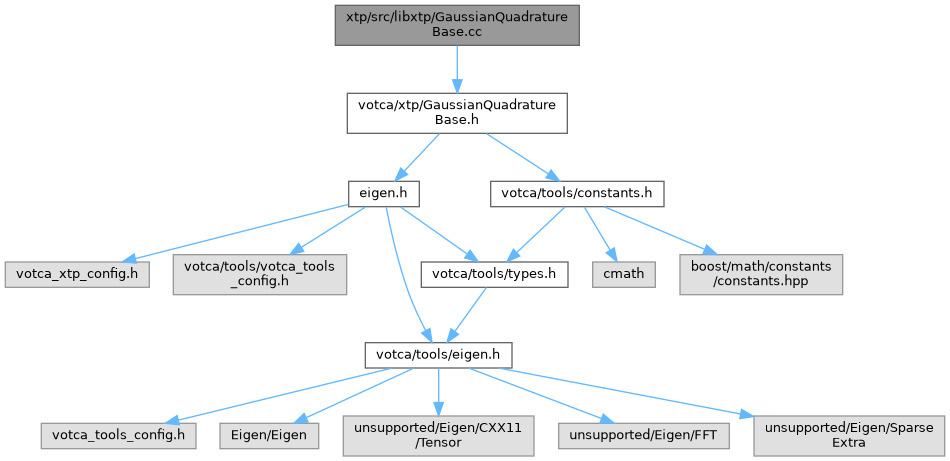 xtp/src/libxtp/GaussianQuadrature
Base.cc
votca/xtp/GaussianQuadrature
Base.h
eigen.h
votca/tools/constants.h
votca_xtp_config.h
votca/tools/votca_tools
_config.h
votca/tools/types.h
cmath
boost/math/constants
/constants.hpp
votca/tools/eigen.h
votca_tools_config.h
Eigen/Eigen
unsupported/Eigen/CXX11
/Tensor
unsupported/Eigen/FFT
unsupported/Eigen/Sparse
Extra